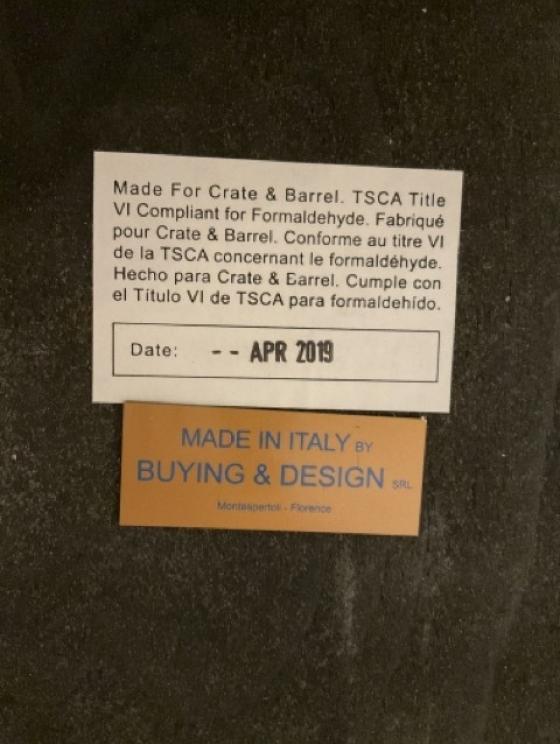 Made For Crate & Barrel. TSCA Title
VI Compliant for Formaldehyde. Fabriqué
pour Crate & Barrel. Conforme au titre VI
de la TSCA concernant le formaldéhyde.
Hecho para Crate & Barrel. Cumple con
el Título VI de TSCA para formaldehído.
Date: -- APR 2019
MADE IN ITALY BY
BUYING & DESIGN SRL
Montespertoli - Florence